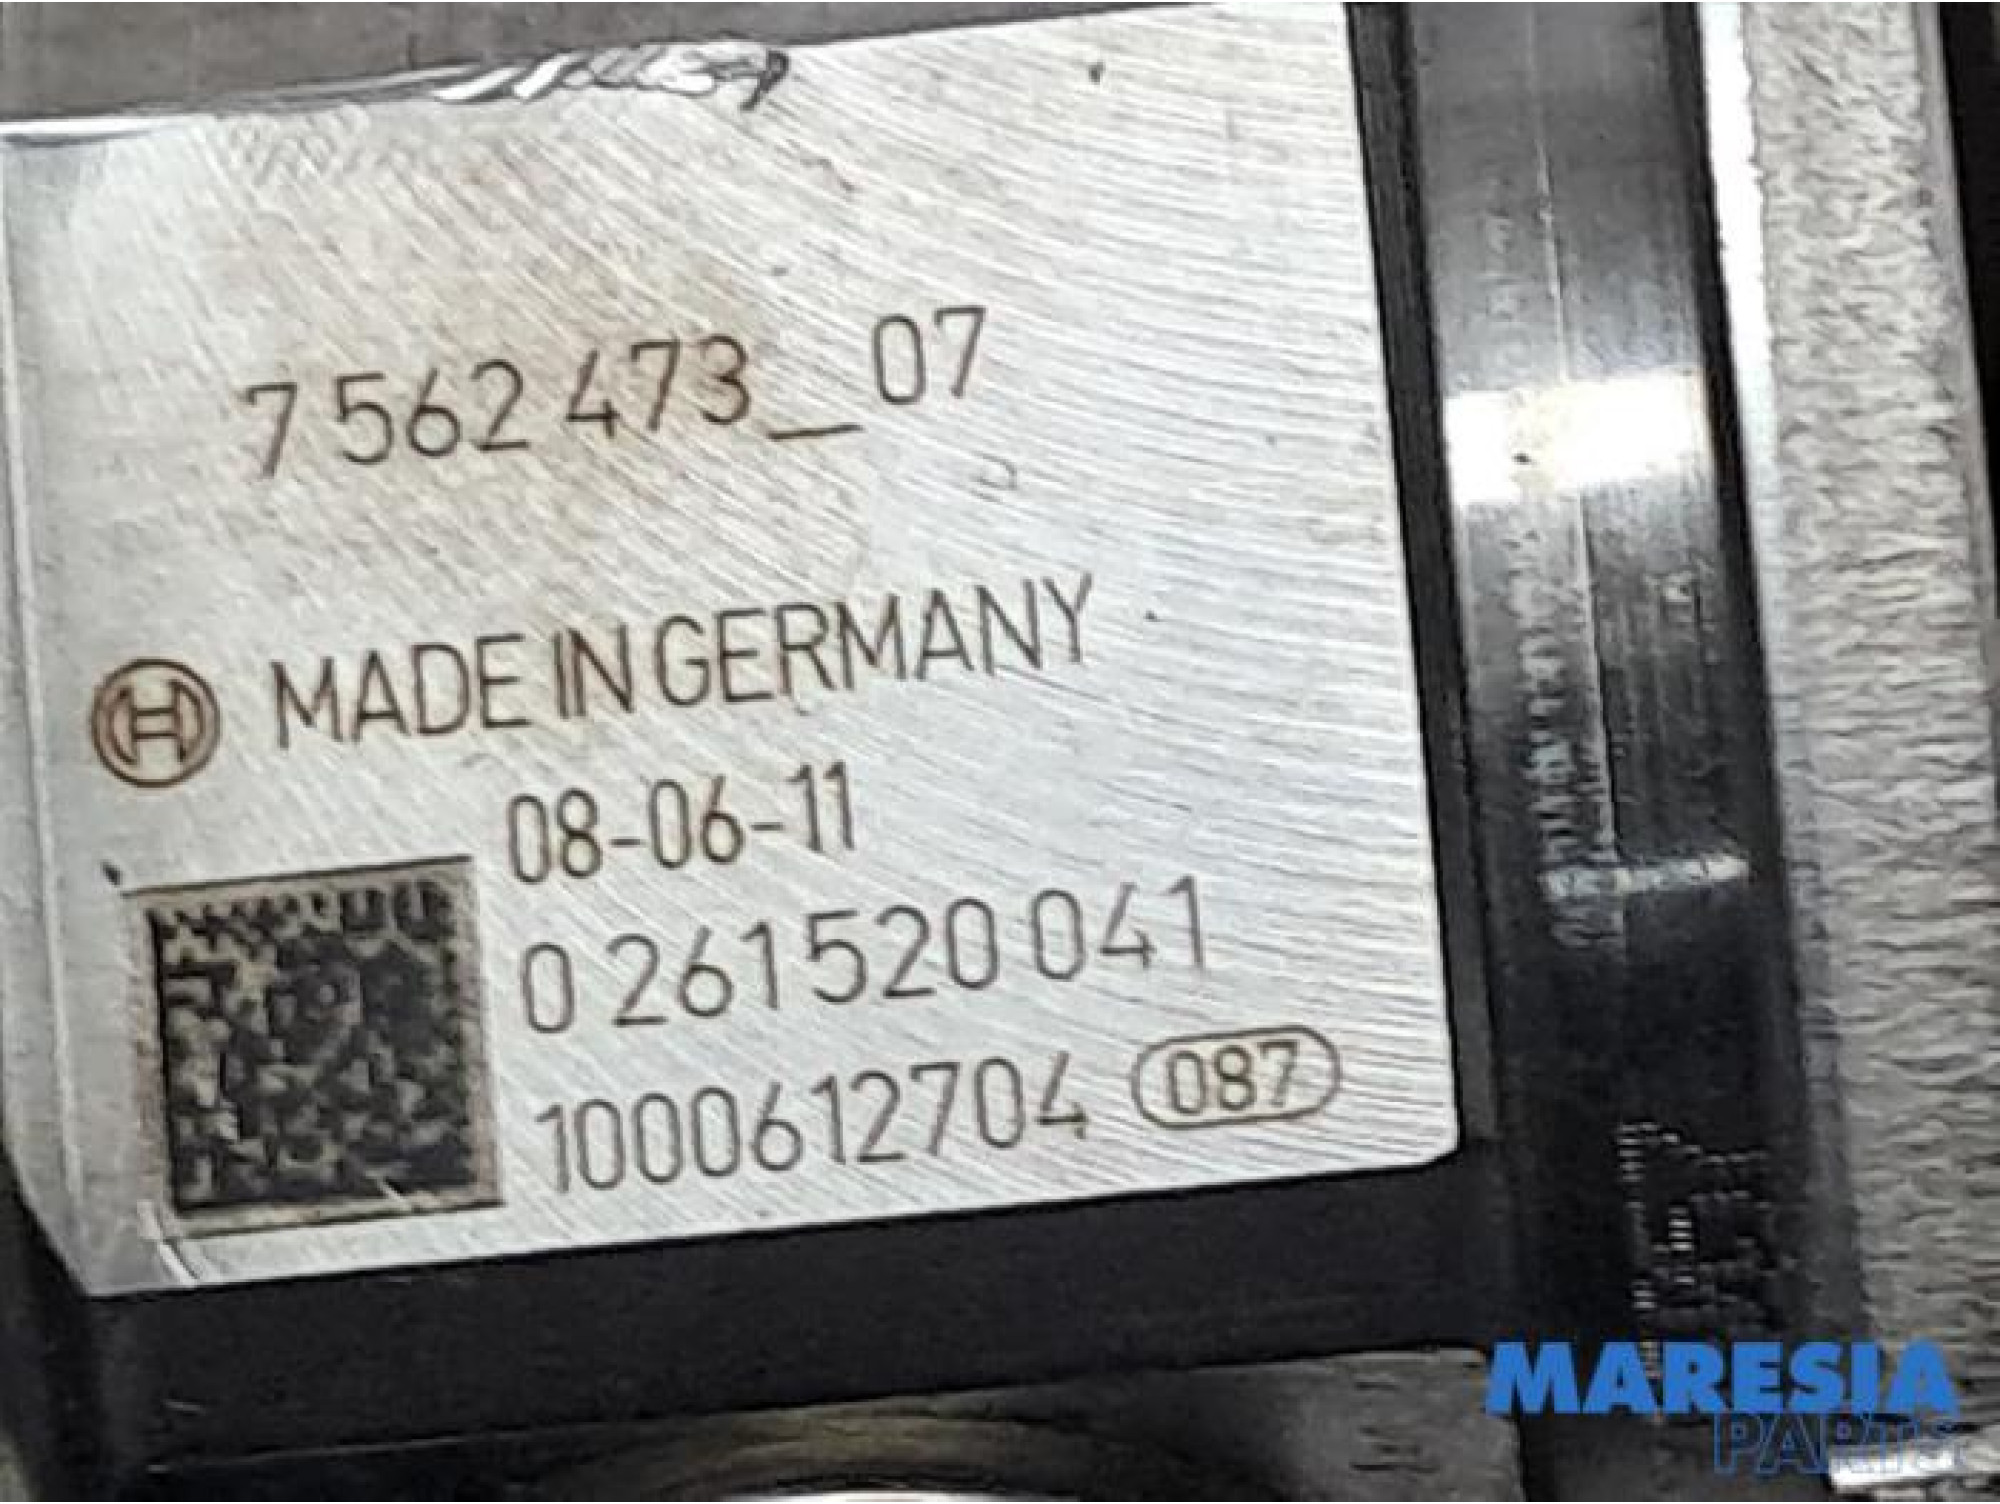 7 562 473_07
MADE IN GERMANY
08-06-11
0 261 520 041
1000612704 087
MARESIA
PARTS